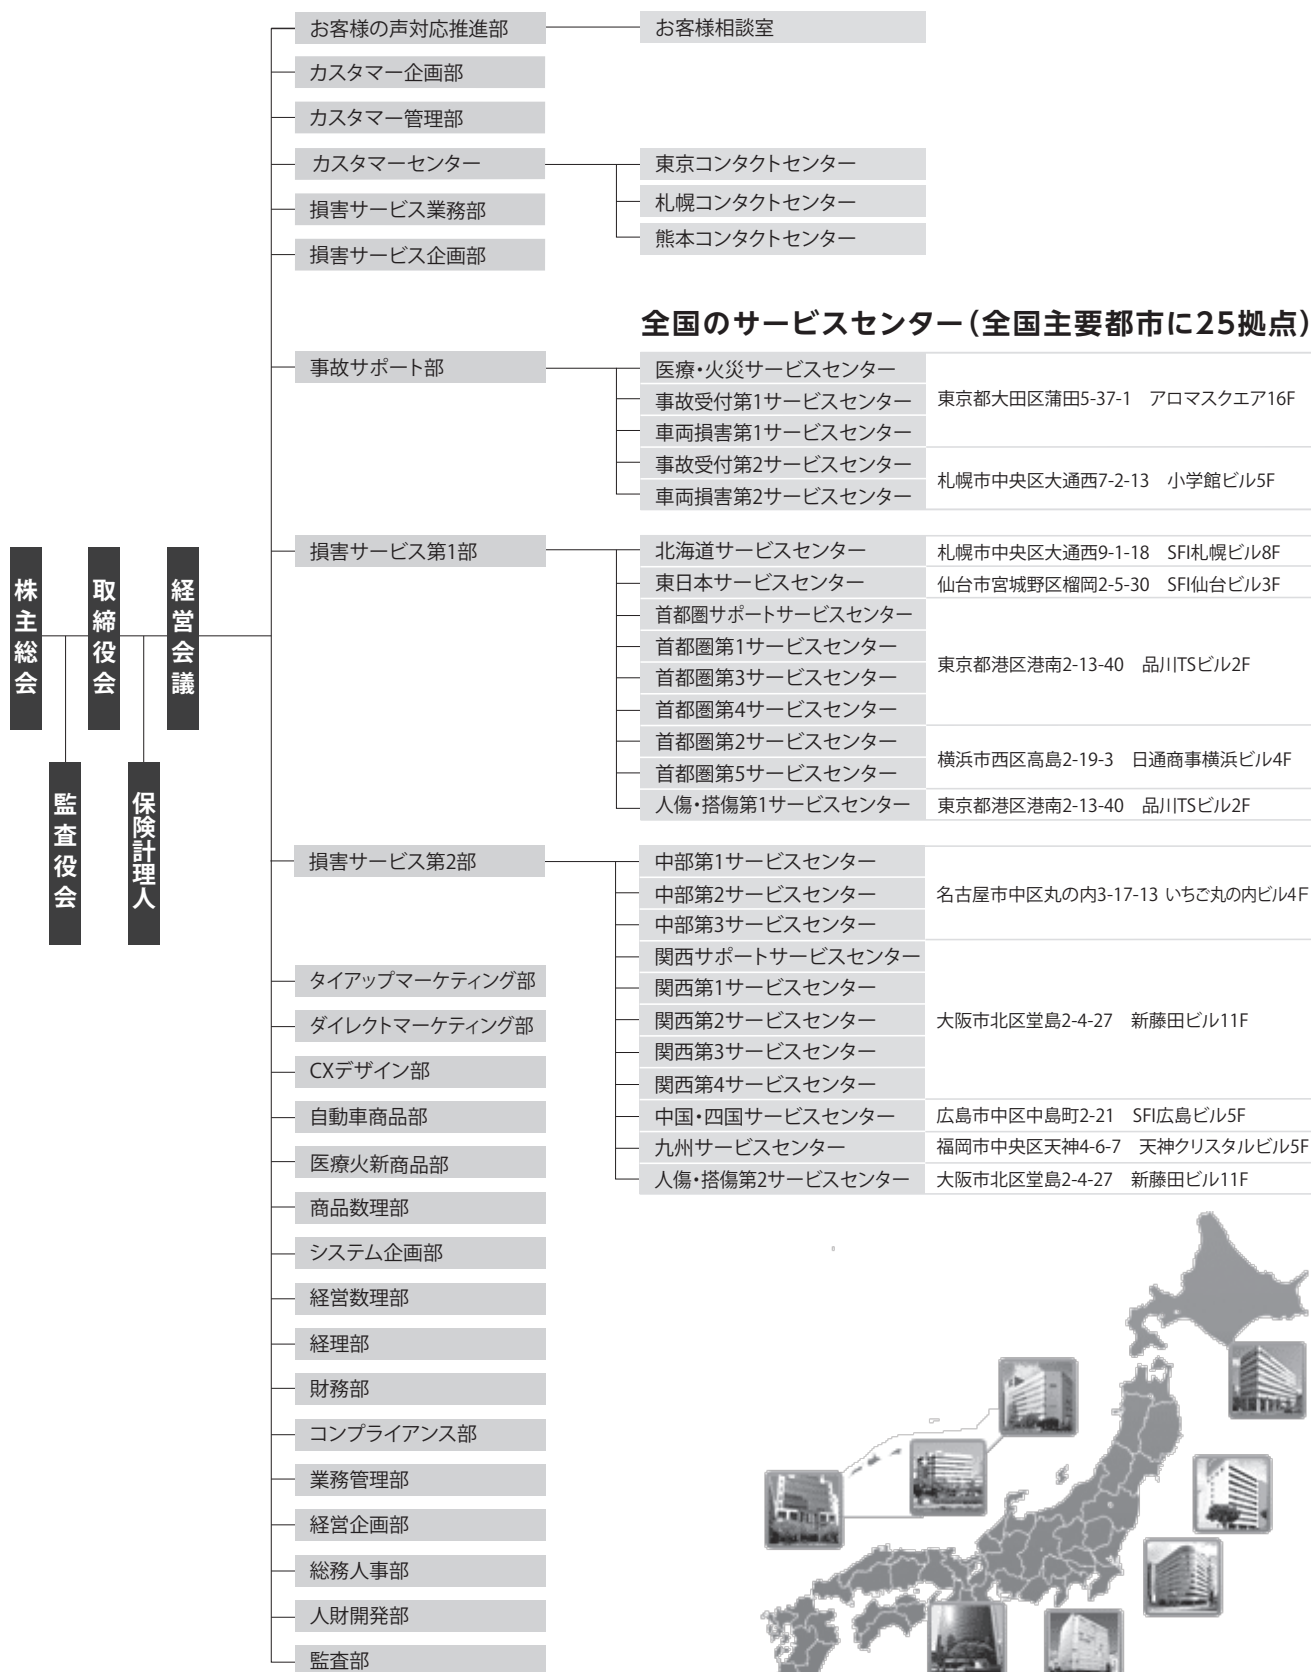 株主総会
取締役会
経営会議
監査役会
保険計理人
お客様の声対応推進部
お客様相談室
カスタマー企画部
カスタマー管理部
カスタマーセンター
東京コンタクトセンター
札幌コンタクトセンター
熊本コンタクトセンター
損害サービス業務部
損害サービス企画部
全国のサービスセンター（全国主要都市に25拠点）
事故サポート部
医療・火災サービスセンター
事故受付第1サービスセンター
車両損害第1サービスセンター
東京都大田区蒲田5-37-1　アロマスクエア16F
事故受付第2サービスセンター
車両損害第2サービスセンター
札幌市中央区大通西7-2-13　小学館ビル5F
損害サービス第1部
北海道サービスセンター　札幌市中央区大通西9-1-18　SFI札幌ビル8F
東日本サービスセンター　仙台市宮城野区榴岡2-5-30　SFI仙台ビル3F
首都圏サポートサービスセンター
首都圏第1サービスセンター
首都圏第3サービスセンター
首都圏第4サービスセンター
東京都港区港南2-13-40　品川TSビル2F
首都圏第2サービスセンター
首都圏第5サービスセンター
横浜市西区高島2-19-3　日通商事横浜ビル4F
人傷・搭傷第1サービスセンター　東京都港区港南2-13-40　品川TSビル2F
損害サービス第2部
中部第1サービスセンター
中部第2サービスセンター
中部第3サービスセンター
名古屋市中区丸の内3-17-13 いちご丸の内ビル4F
関西サポートサービスセンター
関西第1サービスセンター
関西第2サービスセンター
関西第3サービスセンター
関西第4サービスセンター
大阪市北区堂島2-4-27　新藤田ビル11F
中国・四国サービスセンター　広島市中区中島町2-21　SFI広島ビル5F
九州サービスセンター　福岡市中央区天神4-6-7　天神クリスタルビル5F
人傷・搭傷第2サービスセンター　大阪市北区堂島2-4-27　新藤田ビル11F
タイアップマーケティング部
ダイレクトマーケティング部
CXデザイン部
自動車商品部
医療火新商品部
商品数理部
システム企画部
経営数理部
経理部
財務部
コンプライアンス部
業務管理部
経営企画部
総務人事部
人財開発部
監査部